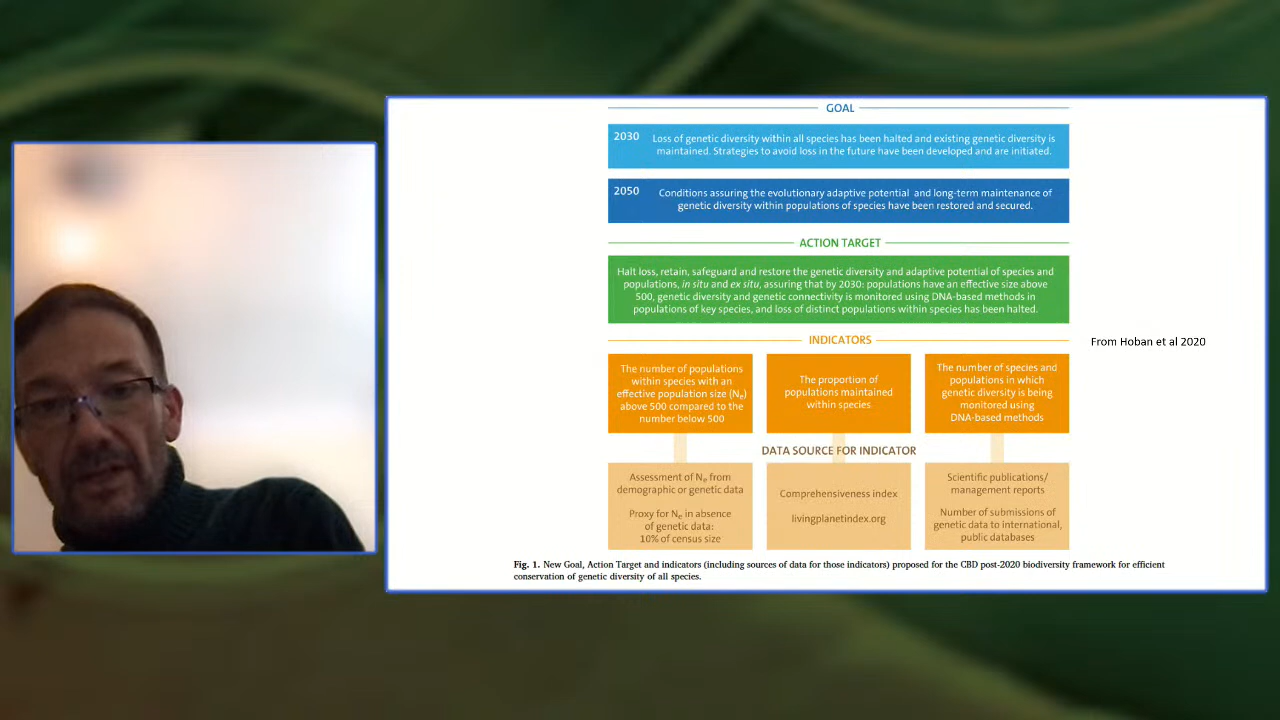 GOAL
2030 Loss of genetic diversity within all species has been halted and existing genetic diversity is
maintained. Strategies to avoid loss in the future have been developed and are initiated.
2050 Conditions assuring the evolutionary adaptive potential and long-term maintenance of
genetic diversity within populations of species have been restored and secured.
ACTION TARGET
Halt loss, retain, safeguard and restore the genetic diversity and adaptive potential of species and
populations, in situ and ex situ, assuring that by 2030: populations have an effective size above
500, genetic diversity and genetic connectivity is monitored using DNA-based methods in
populations of key species, and loss of distinct populations within species has been halted.
INDICATORS
From Hoban et al 2020
The number of populations
within species with an
effective population size (Ne)
above 500 compared to the
number below 500
The proportion of
populations maintained
within species
The number of species and
populations in which
genetic diversity is being
monitored using
DNA-based methods
DATA SOURCE FOR INDICATOR
Assessment of Ne from
demographic or genetic data
Proxy for Ne in absence
of genetic data:
10% of census size
Comprehensiveness index
livingplanetindex.org
Scientific publications/
management reports
Number of submissions of
genetic data to international,
public databases
Fig. 1. New Goal, Action Target and indicators (including sources of data for those indicators) proposed for the CBD post-2020 biodiversity framework for efficient
conservation of genetic diversity of all species.